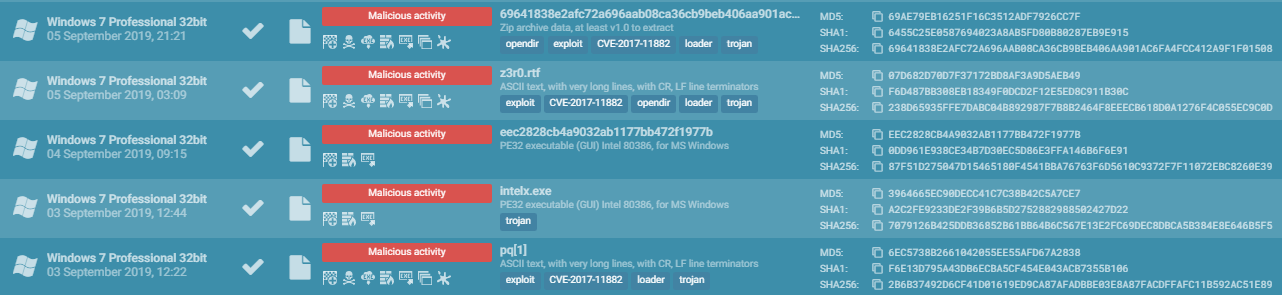 Windows 7 Professional 32bit
05 September 2019, 21:21
Malicious activity
69641838e2afc72a696aab08ca36cb9beb406aa901ac...
Zip archive data, at least v1.0 to extract
opendir exploit CVE-2017-11882 loader trojan
MD5: 69AE79EB16251F16C3512ADF7926CC7F
SHA1: 6455C25E0587694023A8AB5FD80B80287EB9E915
SHA256: 69641838E2AFC72A696AAB08CA36CB9BEB406AA901AC6FA4FCC412A9F1F01508
Windows 7 Professional 32bit
05 September 2019, 03:09
Malicious activity
z3r0.rtf
ASCII text, with very long lines, with CR, LF line terminators
exploit CVE-2017-11882 opendir loader trojan
MD5: 07D682D70D7F37172BD8AF3A9D5AEB49
SHA1: F6D487BB308EB18349F0DCD2F12E5ED8C911B30C
SHA256: 238D65935FFE7DABC04B892987F7B8B2464F8EEECB618D0A1276F4C055EC9C0D
Windows 7 Professional 32bit
04 September 2019, 09:15
Malicious activity
eec2828cb4a9032ab1177bb472f1977b
PE32 executable (GUI) Intel 80386, for MS Windows
MD5: EEC2828CB4A9032AB1177BB472F1977B
SHA1: 0DD961E938CE34B7D30EC5D86E3FFA146B6F6E91
SHA256: 87F51D275047D15465180F4541BBA76763F6D5610C9372F7F11072EBC8260E39
Windows 7 Professional 32bit
03 September 2019, 12:44
Malicious activity
intelx.exe
PE32 executable (GUI) Intel 80386, for MS Windows
trojan
MD5: 3964665EC90DECC41C7C38B42C5A7CE7
SHA1: A2C2FE9233DE2F39B6B5D2752882988502427D22
SHA256: 7079126B425DDB36852B61BB64B6C567E13E2FC69DEC8DBCA5B384E8E646B5F5
Windows 7 Professional 32bit
03 September 2019, 12:22
Malicious activity
pq[1]
ASCII text, with very long lines, with CR, LF line terminators
exploit CVE-2017-11882 loader trojan
MD5: 6EC5738B2661042055EE55AFD67A2838
SHA1: F6E13D795A43DB6ECBA5CF454E043ACB7355B106
SHA256: 2B6B37492D6CF41D01619ED9CA87AFADBBE03E8A87FACDFFAFC11B592AC51E89